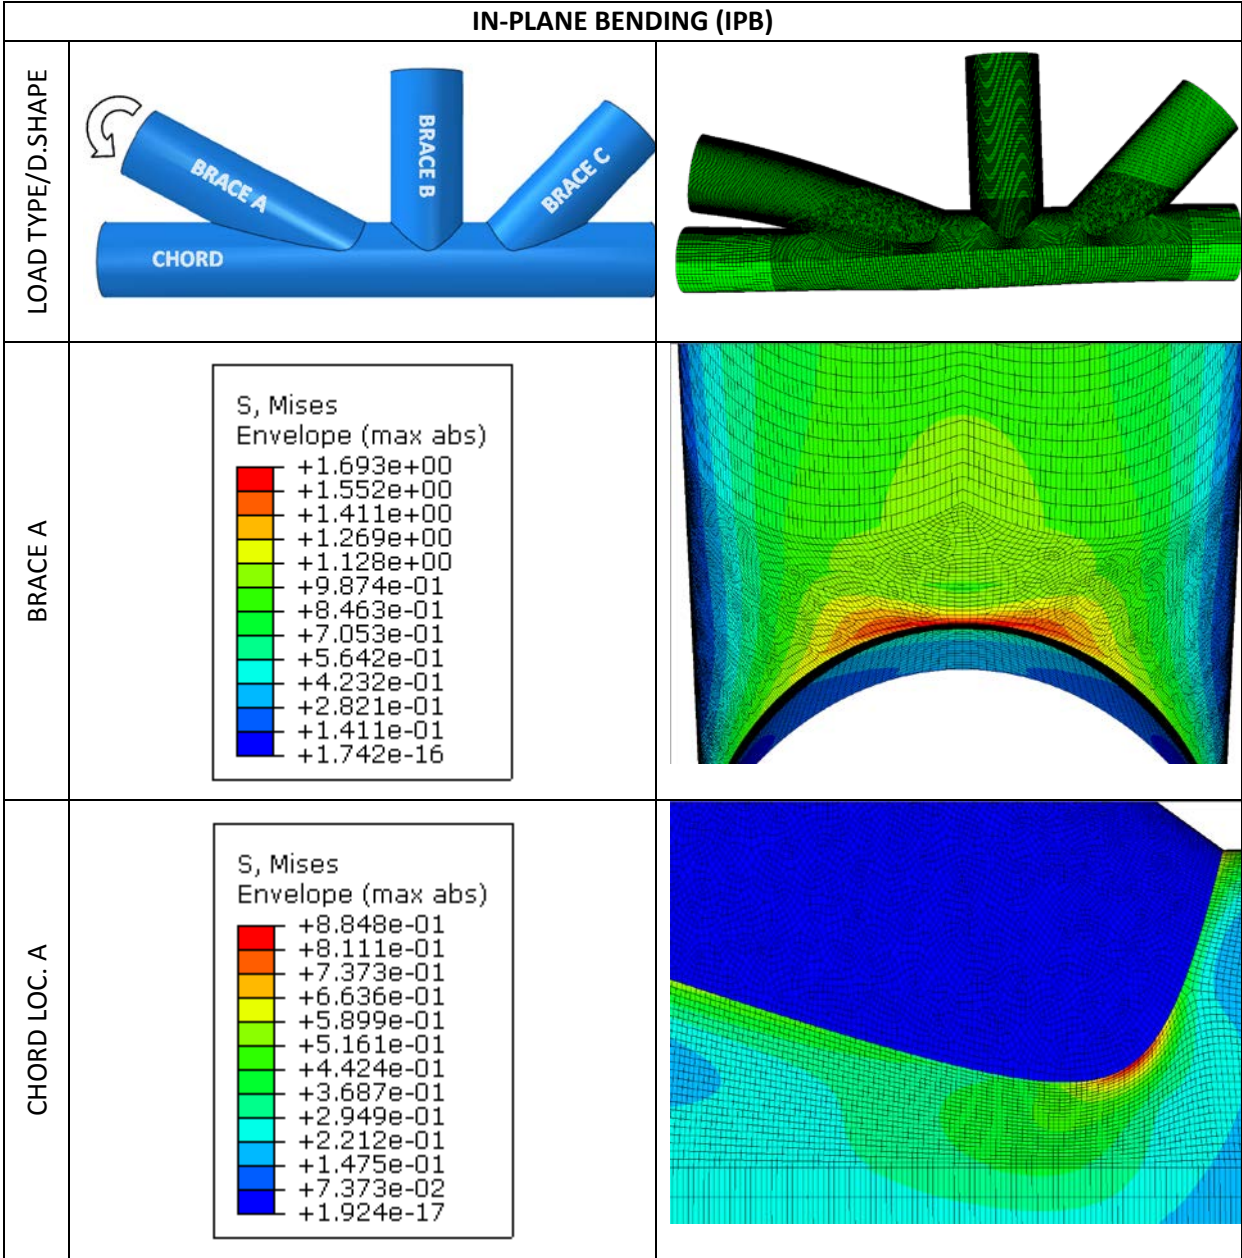 IN-PLANE BENDING (IPB)
LOAD TYPE/D.SHAPE
BRACE A
BRACE B
BRACE C
CHORD
BRACE A
S, Mises
Envelope (max abs)
+1.693e+00
+1.552e+00
+1.411e+00
+1.269e+00
+1.128e+00
+9.874e-01
+8.463e-01
+7.053e-01
+5.642e-01
+4.232e-01
+2.821e-01
+1.411e-01
+1.742e-16
CHORD LOC. A
S, Mises
Envelope (max abs)
+8.848e-01
+8.111e-01
+7.373e-01
+6.636e-01
+5.899e-01
+5.161e-01
+4.424e-01
+3.687e-01
+2.949e-01
+2.212e-01
+1.475e-01
+7.373e-02
+1.924e-17